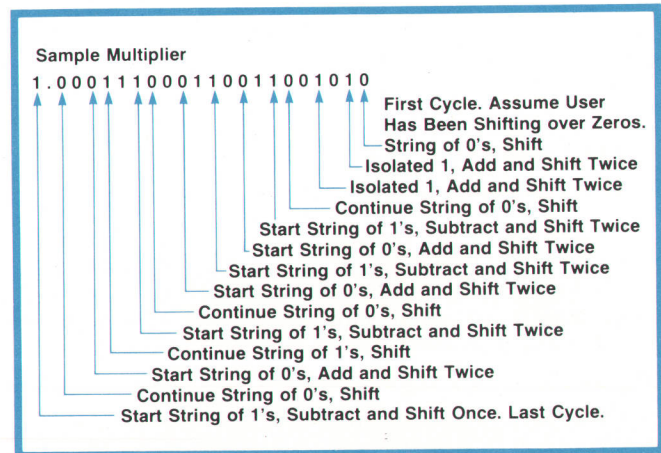 Sample Multiplier
1.00011100011001100 1010
First Cycle. Assume User
Has Been Shifting over Zeros.
String of 0's, Shift
Isolated 1, Add and Shift Twice
Isolated 1, Add and Shift Twice
Continue String of 0's, Shift
Start String of 1's, Subtract and Shift Twice
Start String of 0's, Add and Shift Twice
Start String of 1's, Subtract and Shift Twice
Start String of 0's, Add and Shift Twice
Continue String of 0's, Shift
Start String of 1's, Subtract and Shift Twice
Continue String of 1's, Shift
Start String of 0's, Add and Shift Twice
Continue String of 0's, Shift
Start String of 1's, Subtract and Shift Once. Last Cycle.